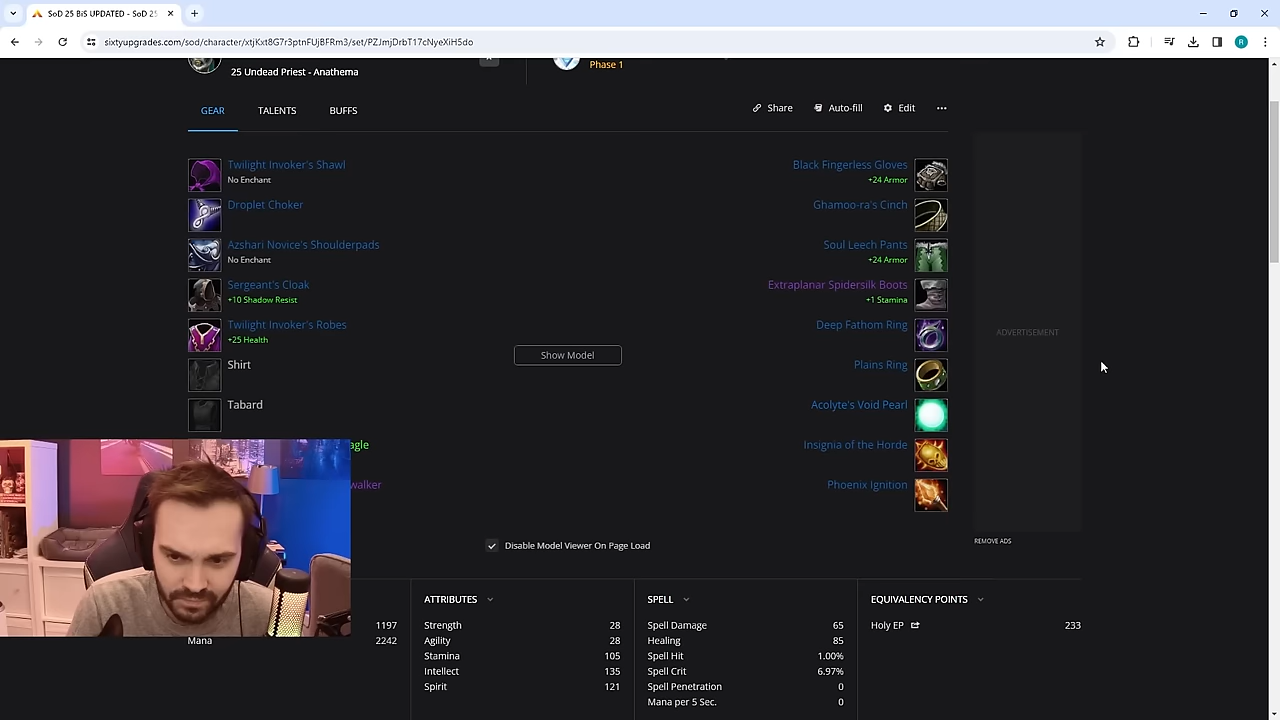 SoD 25 BiS UPDATED - SoD 25
sixtyupgrades.com/sod/character/xtjKxt8G7r3ptnFUjBFRm3/set/PZJmjDrbT17cNyeXiH5do
R
25 Undead Priest - Anathema
Phase 1
GEAR
TALENTS
BUFFS
Share
Auto-fill
Edit
Twilight Invoker's Shawl
No Enchant
Droplet Choker
Azshari Novice's Shoulderpads
No Enchant
Sergeant's Cloak
+10 Shadow Resist
Twilight Invoker's Robes
+25 Health
Shirt
Tabard
agle
walker
Show Model
Black Fingerless Gloves
+24 Armor
Ghamoo-ra's Cinch
Soul Leech Pants
+24 Armor
Extraplanar Spidersilk Boots
+1 Stamina
Deep Fathom Ring
Plains Ring
Acolyte's Void Pearl
Insignia of the Horde
Phoenix Ignition
ADVERTISEMENT
REMOVE ADS
Disable Model Viewer On Page Load
1197
Mana 2242
ATTRIBUTES
Strength 28
Agility 28
Stamina 105
Intellect 135
Spirit 121
SPELL
Spell Damage 65
Healing 85
Spell Hit 1.00%
Spell Crit 6.97%
Spell Penetration 0
Mana per 5 Sec. 0
EQUIVALENCY POINTS
Holy EP 233